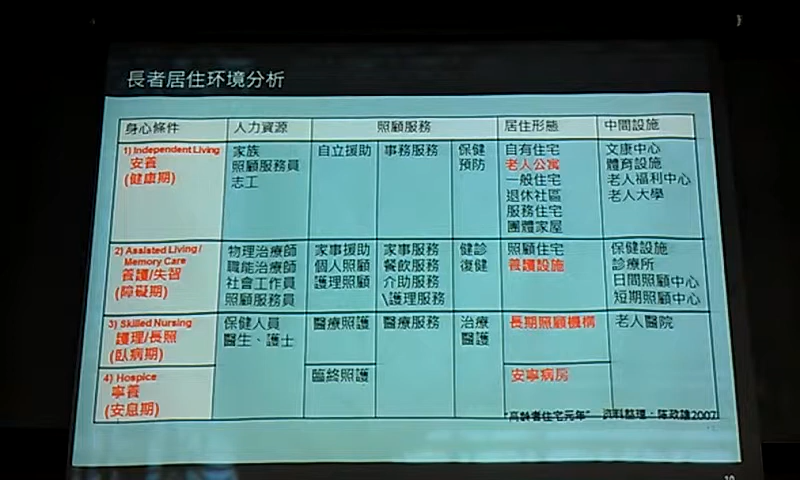 長者居住环境分析
身心條件 人力資源 照顧服務 居住形態 中間設施
1) Independent Living
安養
(健康期)
家族
照顧服務員
志工
自立援助
事務服務
保健
預防
自有住宅
老人公寓
一般住宅
退休社區
服務住宅
團體家屋
文康中心
體育設施
老人福利中心
老人大學
2) Assisted Living /
Memory Care
養護/失智
(障礙期)
物理治療師
職能治療師
社會工作員
照顧服務員
家事援助
個人照顧
護理照顧
家事服務
餐飲服務
介助服務
\護理服務
健診
復健
照顧住宅
養護設施
保健設施
診療所
日間照顧中心
短期照顧中心
3) Skilled Nursing
護理/長照
(臥病期)
保健人員
醫生、護士
醫療照護
醫療服務
治療
醫護
長期照顧機構
老人醫院
4) Hospice
寧養
(安息期)
臨終照護
安寧病房
"高齡者住宅元年" 資料整理：陳政雄2007